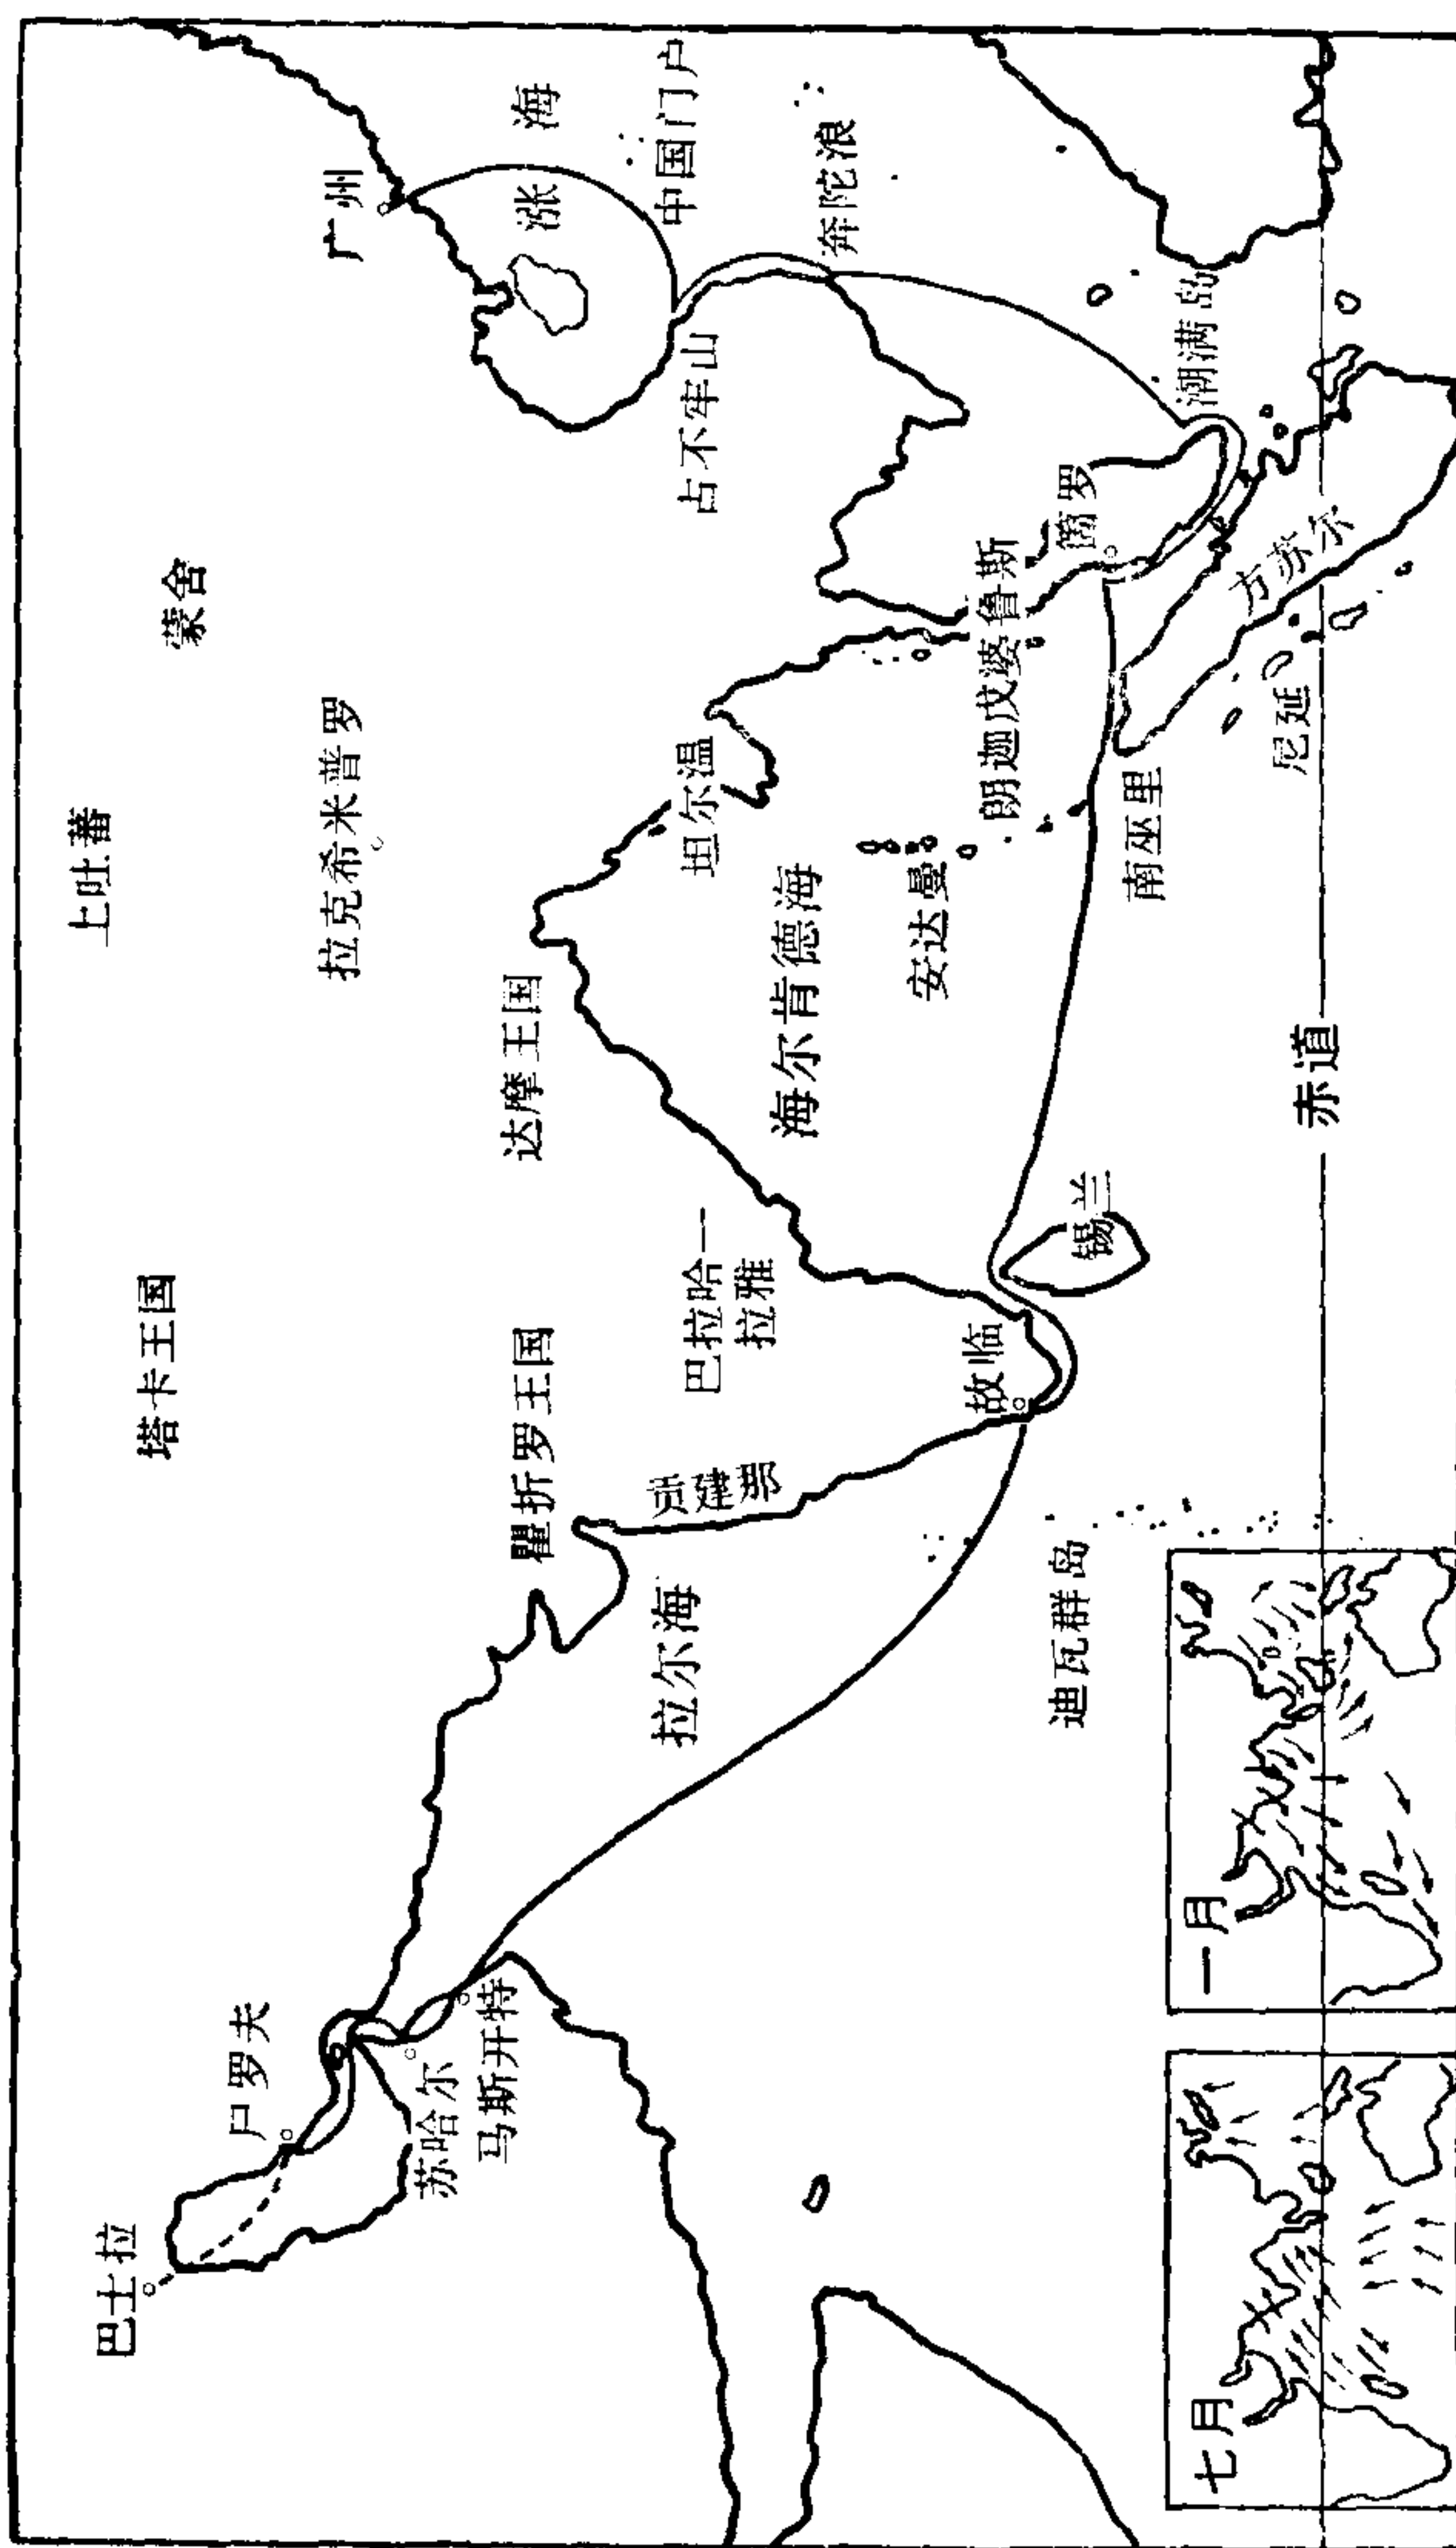 上吐蕃
蒙舍
塔卡王国
拉克希米普罗
广州
巴士拉
尸罗夫
瞿折罗王国
达摩王国
涨海
中国门户
占不牢山
奔陀浪
坦尔温
巴拉哈—
拉雅
贡建那
拉尔海
海尔肯德海
安达曼
苏哈尔
马斯开特
故临
朗迦戊婆鲁斯
箇罗
潮满岛
锡兰
南巫里
方苏尔
尼延
迪瓦群岛
赤道
七月
一月